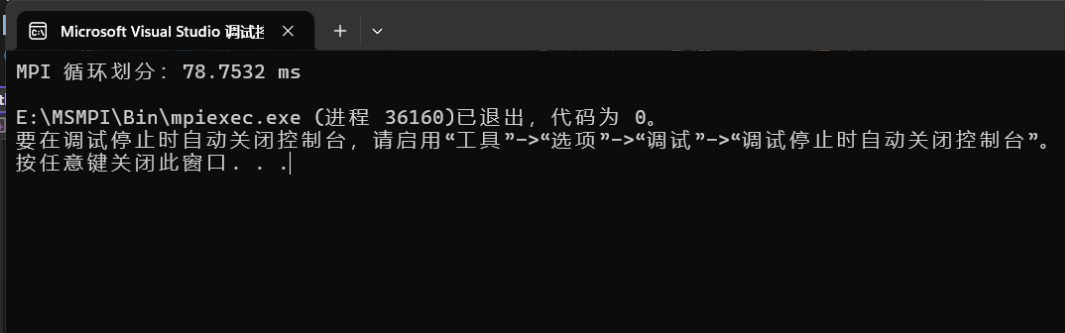 Microsoft Visual Studio 调试控
MPI 循环划分: 78.7532 ms
E:\MSMPI\Bin\mpiexec.exe (进程 36160)已退出，代码为 0。
要在调试停止时自动关闭控制台，请启用“工具”->“选项”->“调试”->“调试停止时自动关闭控制台”。
按任意键关闭此窗口. . .